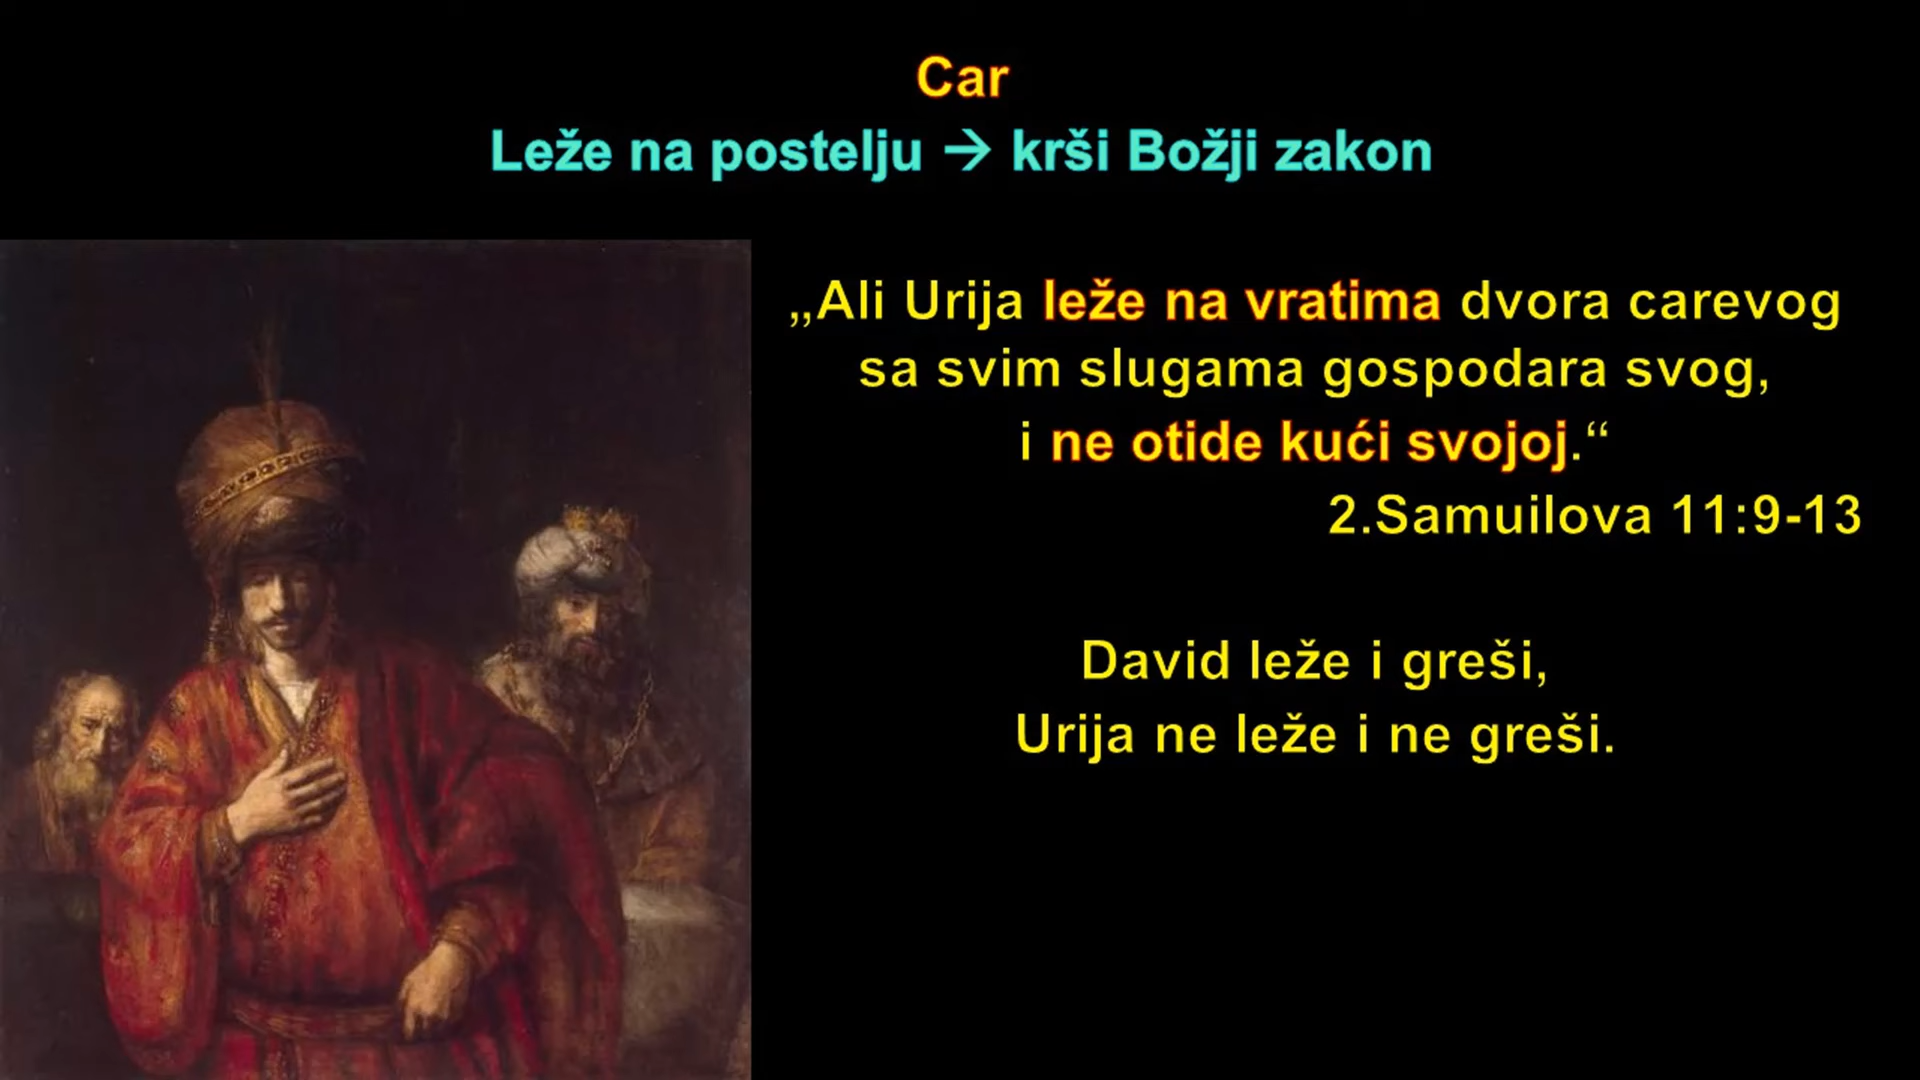 Car
Leže na postelju → krši Božji zakon
„Ali Urija leže na vratima dvora carevog
sa svim slugama gospodara svog,
i ne otide kući svojoj.“
2.Samuilova 11:9-13
David leže i greši,
Urija ne leže i ne greši.